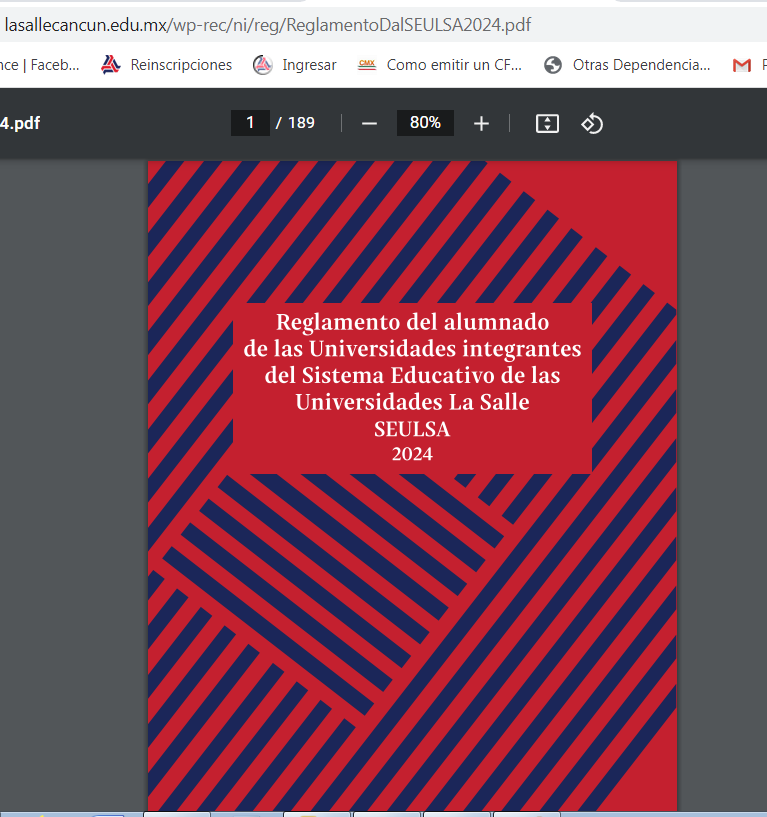 lasallecancun.edu.mx/wp-rec/ni/reg/ReglamentoDalSEULSA2024.pdf
nce | Faceb... Reinscripciones Ingresar CMX Como emitir un CF... Otras Dependencia...
4.pdf 1 / 189 80%
Reglamento del alumnado
de las Universidades integrantes
del Sistema Educativo de las
Universidades La Salle
SEULSA
2024